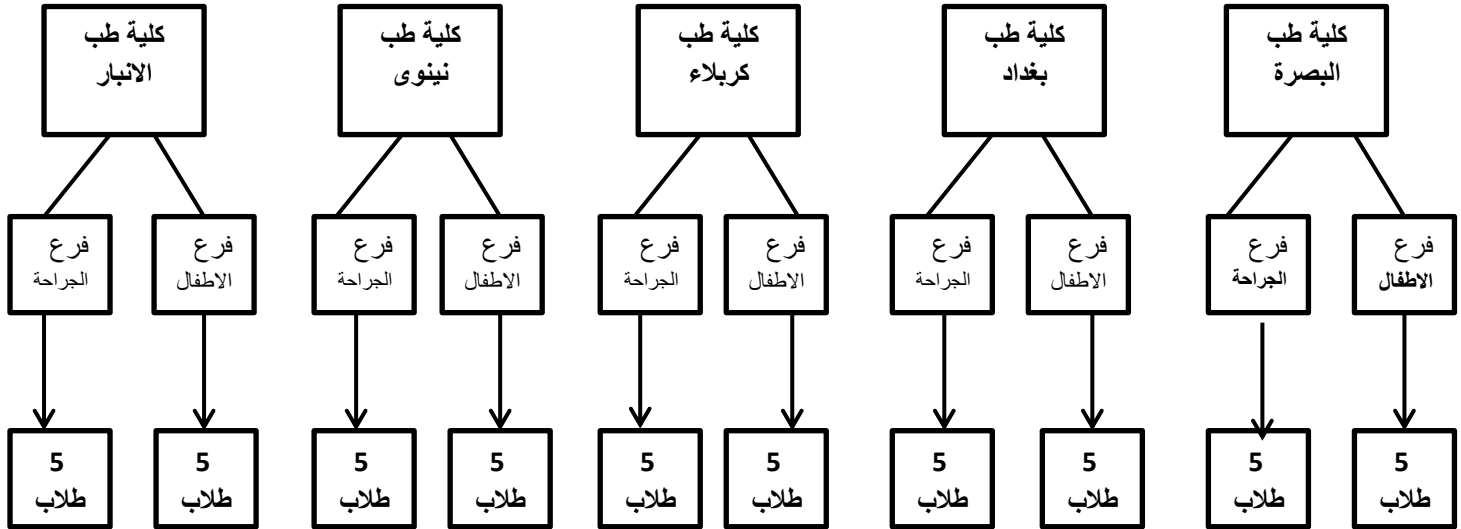 كلية طب
البصرة
كلية طب
بغداد
كلية طب
كربلاء
كلية طب
نينوى
كلية طب
الانبار
فرع
الاطفال
فرع
الجراحة
فرع
الاطفال
فرع
الجراحة
فرع
الاطفال
فرع
الجراحة
فرع
الاطفال
فرع
الجراحة
فرع
الاطفال
فرع
الجراحة
5
طلاب
5
طلاب
5
طلاب
5
طلاب
5
طلاب
5
طلاب
5
طلاب
5
طلاب
5
طلاب
5
طلاب